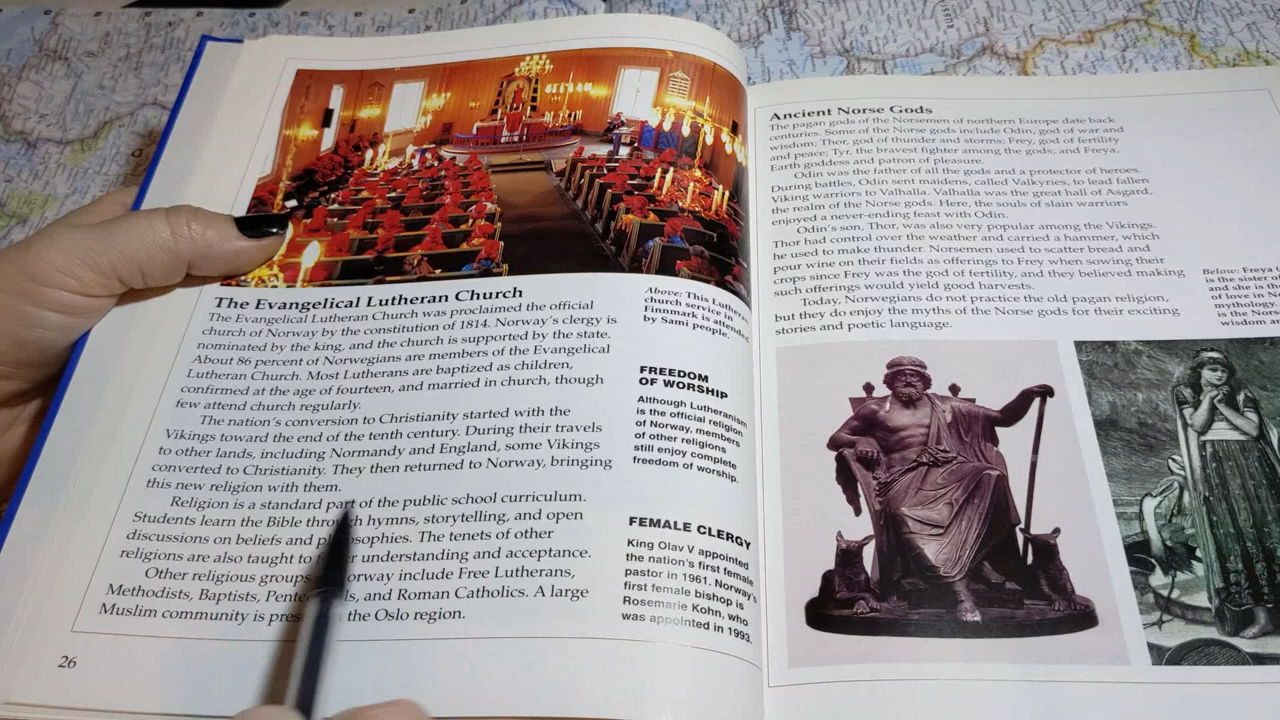 The Evangelical Lutheran Church
The Evangelical Lutheran Church was proclaimed the official
church of Norway by the constitution of 1814. Norway's clergy is
nominated by the king, and the church is supported by the state.
About 86 percent of Norwegians are members of the Evangelical
Lutheran Church. Most Lutherans are baptized as children,
confirmed at the age of fourteen, and married in church, though
few attend church regularly.
The nation's conversion to Christianity started with the
Vikings toward the end of the tenth century. During their travels
to other lands, including Normandy and England, some Vikings
converted to Christianity. They then returned to Norway, bringing
this new religion with them.
Religion is a standard part of the public school curriculum.
Students learn the Bible through hymns, storytelling, and open
discussions on beliefs and philosophies. The tenets of other
religions are also taught to understanding and acceptance.
Other religious groups Norway include Free Lutherans,
Methodists, Baptists, and Roman Catholics. A large
Muslim community is the Oslo region.
26
Above: This Lutheran
church service in
Finnmark is attended
by Sami people.
FREEDOM
OF WORSHIP
Although Lutheranism
is the official religion
of Norway, members
of other religions
still enjoy complete
freedom of worship.
FEMALE CLERGY
King Olav V appointed
the nation's first female
pastor in 1961. Norway's
first female bishop is
Rosemarie Kohn, who
was appointed in 1993.
Ancient Norse Gods
The pagan gods of the Norsemen of northern Europe date back
centuries. Some of the Norse gods include Odin, god of war and
wisdom; Thor, god of thunder and storms; Frey, god of fertility
and peace; Tyr, the bravest fighter among the gods; and Freya,
Earth goddess and patron of pleasure.
Odin was the father of all the gods and a protector of heroes.
During battles, Odin sent maidens, called Valkyries, to lead fallen
Viking warriors to Valhalla. Valhalla was the great hall of Asgard,
the realm of the Norse gods. Here, the souls of slain warriors
enjoyed a never-ending feast with Odin.
Odin's son, Thor, was also very popular among the Vikings.
Thor had control over the weather and carried a hammer, which
he used to make thunder. Norsemen used to scatter bread and
pour wine on their fields as offerings to Frey when sowing their
crops since Frey was the god of fertility, and they believed making
such offerings would yield good harvests.
Today, Norwegians do not practice the old pagan religion,
but they do enjoy the myths of the Norse gods for their exciting
stories and poetic language.
Below: Freya
is the sister of
and she is the
of love in
mythology.
is the Norse
wisdom